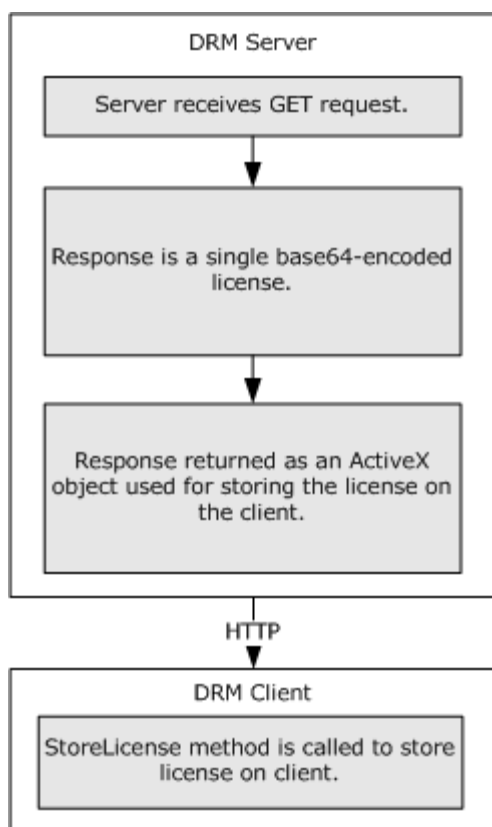 DRM Server
Server receives GET request.
Response is a single base64-encoded
license.
Response returned as an ActiveX
object used for storing the license on
the client.
HTTP
DRM Client
StoreLicense method is called to store
license on client.